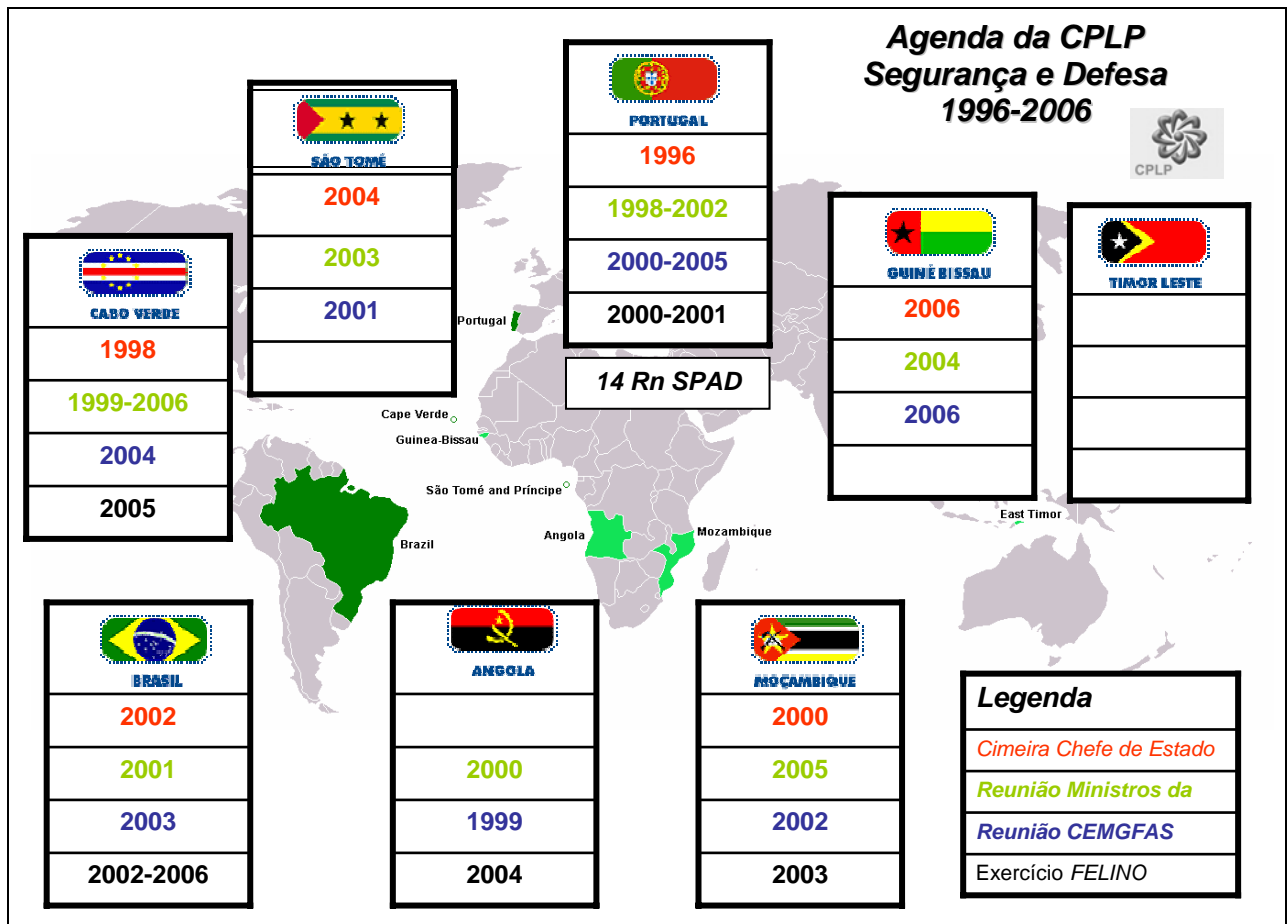 Agenda da CPLP
Segurança e Defesa
1996-2006
CPLP
PORTUGAL
1996
1998-2002
2000-2005
2000-2001
14 Rn SPAD
SÃO TOMÉ
2004
2003
2001
CABO VERDE
1998
1999-2006
2004
2005
GUINÉ BISSAU
2006
2004
2006
TIMOR LESTE
Portugal
Cape Verde
Guinea-Bissau
São Tomé and Príncipe
Brazil
Angola
Mozambique
East Timor
BRASIL
2002
2001
2003
2002-2006
ANGOLA
2000
1999
2004
MOÇAMBIQUE
2000
2005
2002
2003
Legenda
Cimeira Chefe de Estado
Reunião Ministros da
Reunião CEMGFAS
Exercício FELINO